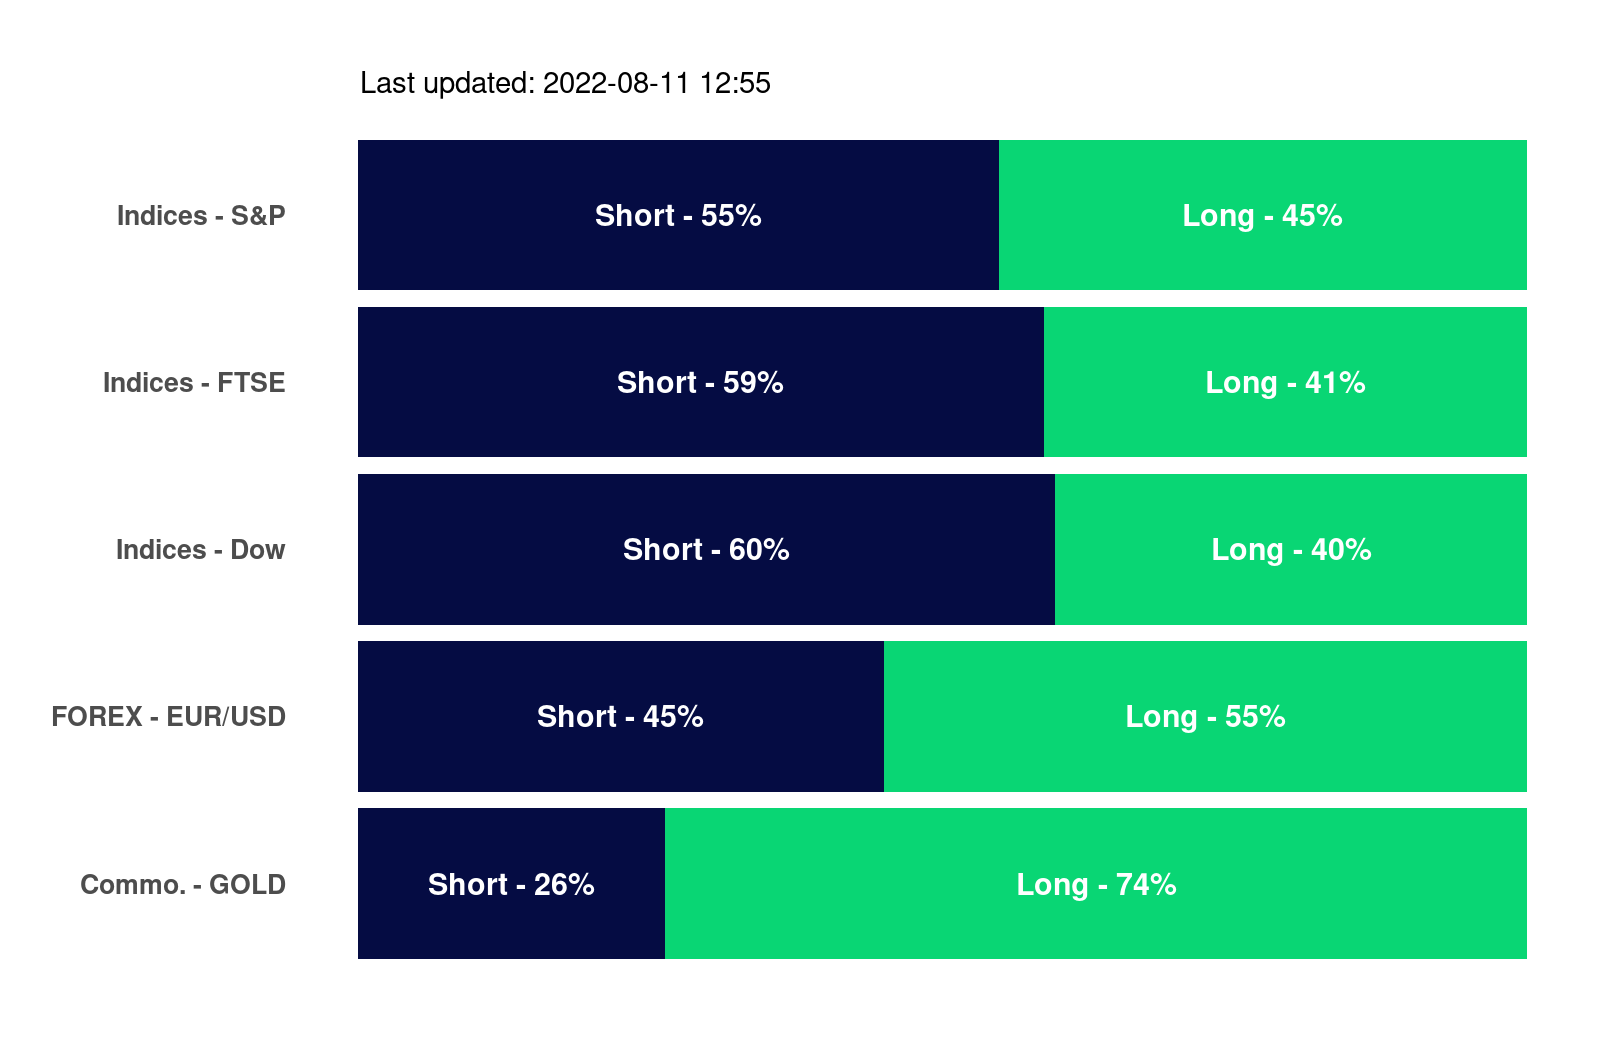 Last updated: 2022-08-11 12:55
Indices - S&P Short - 55% Long - 45%
Indices - FTSE Short - 59% Long - 41%
Indices - Dow Short - 60% Long - 40%
FOREX - EUR/USD Short - 45% Long - 55%
Commo. - GOLD Short - 26% Long - 74%